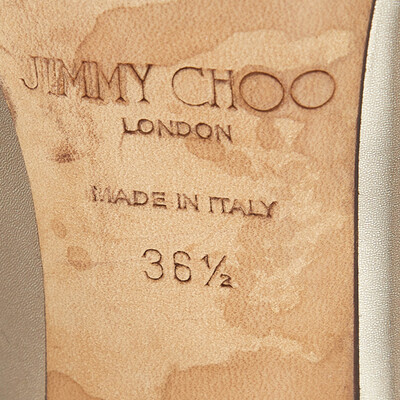 JIMMY CHOO
LONDON
MADE IN ITALY
36½